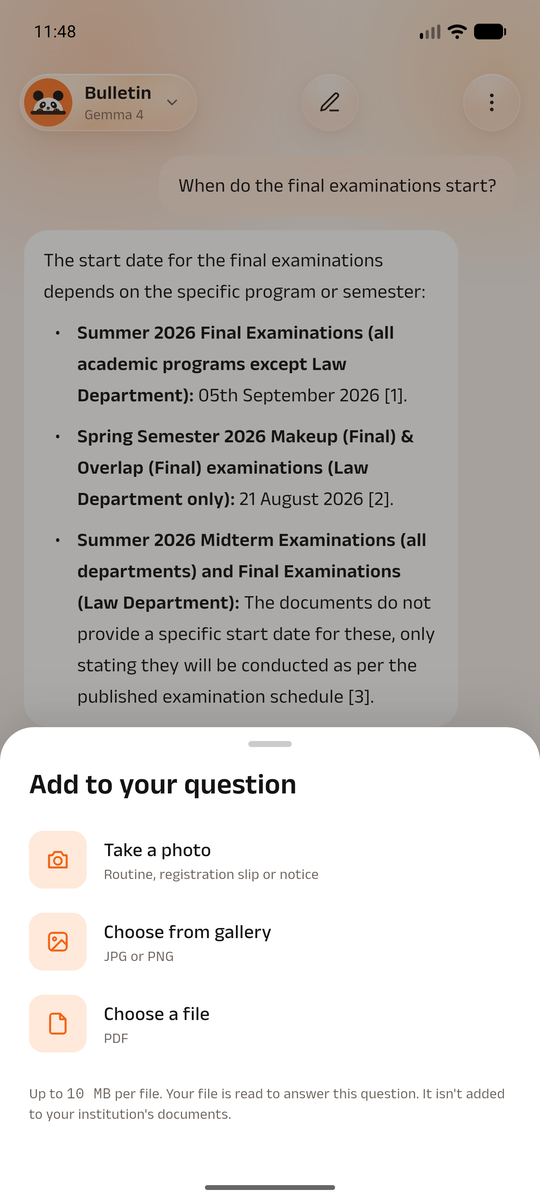 11:48
Bulletin
Gemma 4
When do the final examinations start?
The start date for the final examinations
depends on the specific program or semester:
• Summer 2026 Final Examinations (all
academic programs except Law
Department): 05th September 2026 [1].
• Spring Semester 2026 Makeup (Final) &
Overlap (Final) examinations (Law
Department only): 21 August 2026 [2].
• Summer 2026 Midterm Examinations (all
departments) and Final Examinations
(Law Department): The documents do not
provide a specific start date for these, only
stating they will be conducted as per the
published examination schedule [3].
Add to your question
Take a photo
Routine, registration slip or notice
Choose from gallery
JPG or PNG
Choose a file
PDF
Up to 10 MB per file. Your file is read to answer this question. It isn't added
to your institution's documents.